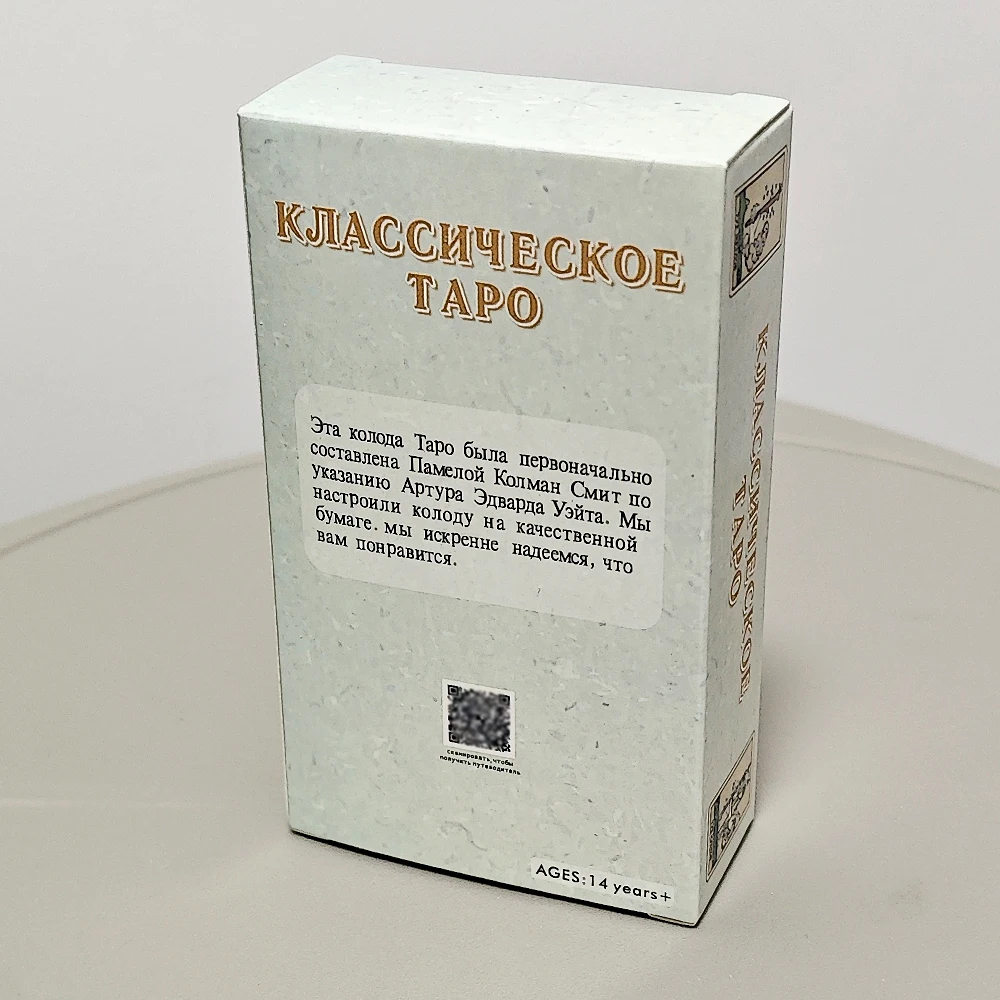 КЛАССИЧЕСКОЕ
ТАРО
Эта колода Таро была первоначально
составлена Памелой Колман Смит по
указанию Артура Эдварда Уэйта. Мы
настроили колоду на качественной
бумаге. мы искренне надеемся, что
вам понравится.
сканировать, чтобы
получить путеводитель
AGES:14 years+
КЛАССИЧЕСКОЕ
ТАРО